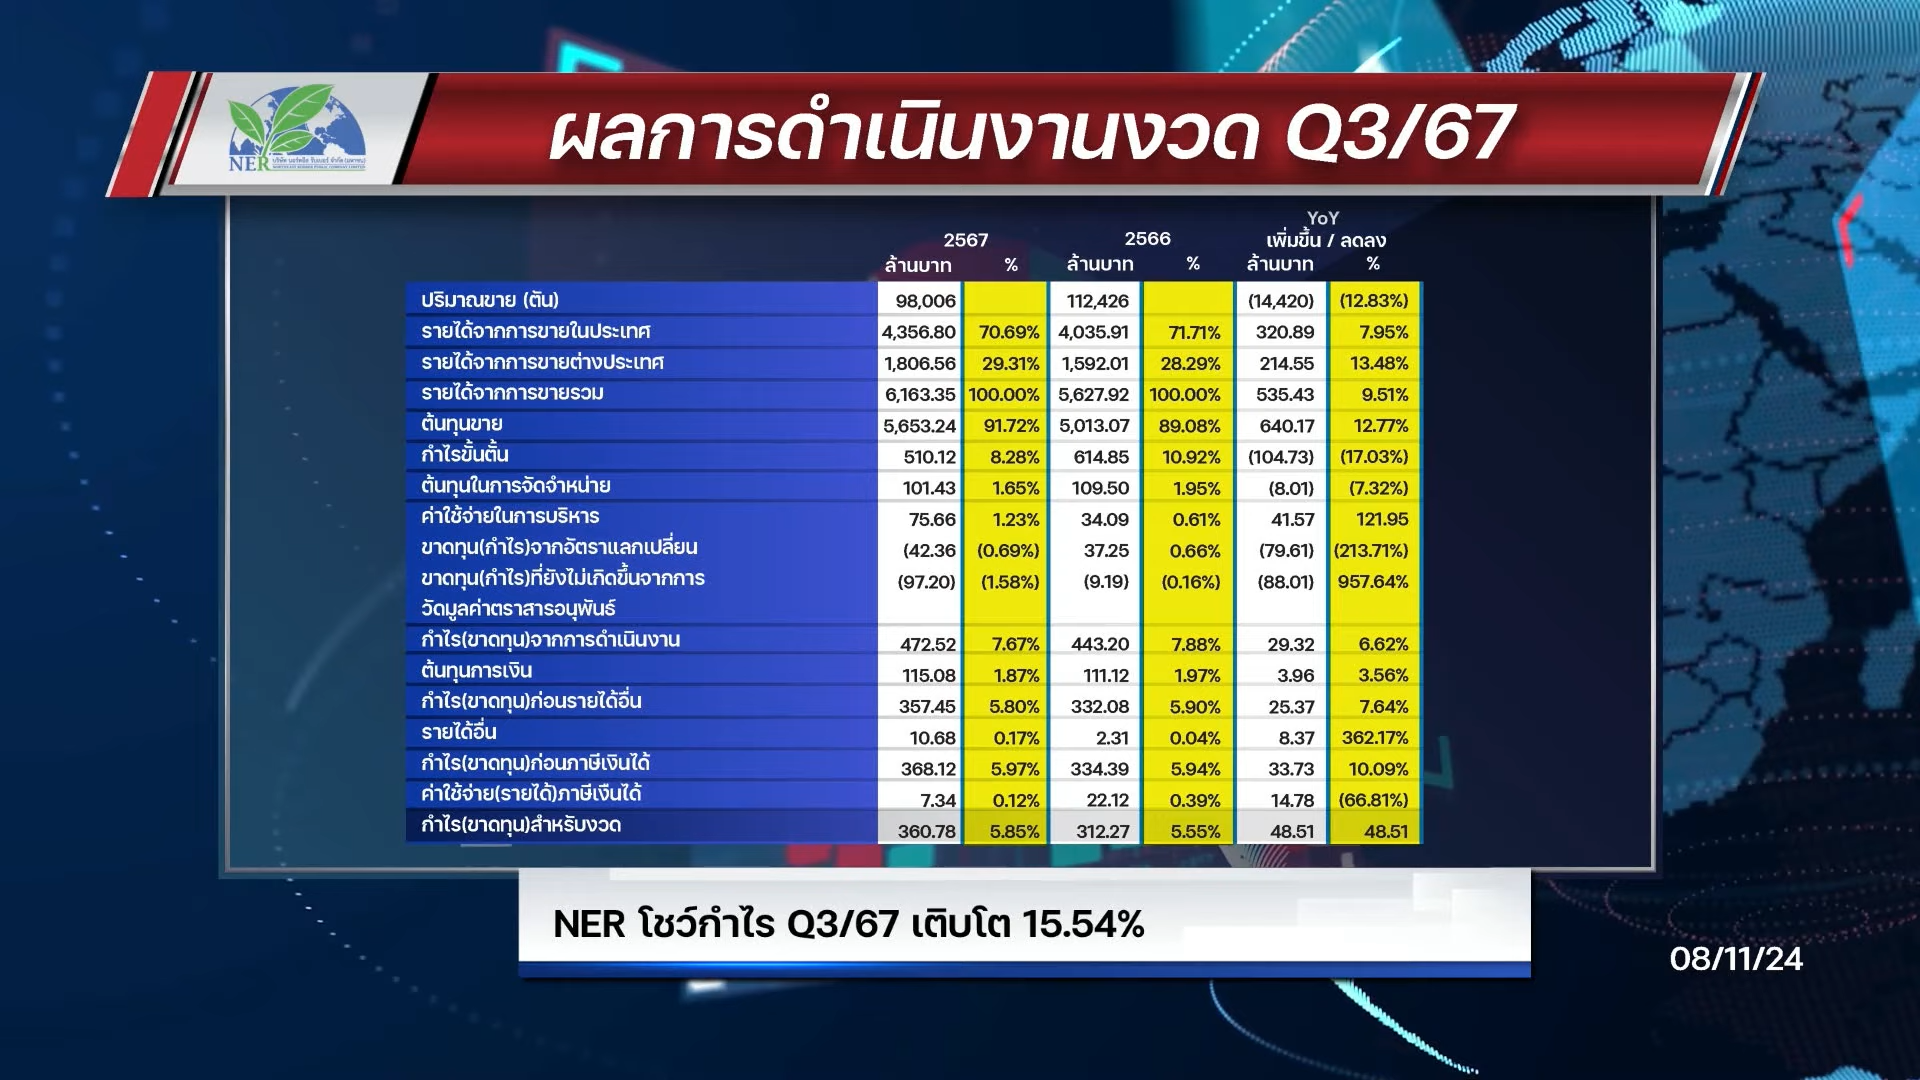 NER
บริษัท นอร์ทอีส รับเบอร์ จำกัด (มหาชน)
NORTHEAST RUBBER PUBLIC COMPANY LIMITED
ผลการดำเนินงานงวด Q3/67
YoY
2567 2566 เพิ่มขึ้น / ลดลง
ล้านบาท % ล้านบาท % ล้านบาท %
ปริมาณขาย (ตัน) 98,006 112,426 (14,420) (12.83%)
รายได้จากการขายในประเทศ 4,356.80 70.69% 4,035.91 71.71% 320.89 7.95%
รายได้จากการขายต่างประเทศ 1,806.56 29.31% 1,592.01 28.29% 214.55 13.48%
รายได้จากการขายรวม 6,163.35 100.00% 5,627.92 100.00% 535.43 9.51%
ต้นทุนขาย 5,653.24 91.72% 5,013.07 89.08% 640.17 12.77%
กำไรขั้นต้น 510.12 8.28% 614.85 10.92% (104.73) (17.03%)
ต้นทุนในการจัดจำหน่าย 101.43 1.65% 109.50 1.95% (8.01) (7.32%)
ค่าใช้จ่ายในการบริหาร 75.66 1.23% 34.09 0.61% 41.57 121.95
ขาดทุน(กำไร)จากอัตราแลกเปลี่ยน (42.36 (0.69%) 37.25 0.66% (79.61) (213.71%)
ขาดทุน(กำไร)ที่ยังไม่เกิดขึ้นจากการ (97.20) (1.58%) (9.19) (0.16%) (88.01) 957.64%
วัดมูลค่าตราสารอนุพันธ์
กำไร(ขาดทุน)จากการดำเนินงาน 472.52 7.67% 443.20 7.88% 29.32 6.62%
ต้นทุนการเงิน 115.08 1.87% 111.12 1.97% 3.96 3.56%
กำไร(ขาดทุน)ก่อนรายได้อื่น 357.45 5.80% 332.08 5.90% 25.37 7.64%
รายได้อื่น 10.68 0.17% 2.31 0.04% 8.37 362.17%
กำไร(ขาดทุน)ก่อนภาษีเงินได้ 368.12 5.97% 334.39 5.94% 33.73 10.09%
ค่าใช้จ่าย(รายได้)ภาษีเงินได้ 7.34 0.12% 22.12 0.39% 14.78 (66.81%)
กำไร(ขาดทุน)สำหรับงวด 360.78 5.85% 312.27 5.55% 48.51 48.51
NER โชว์กำไร Q3/67 เติบโต 15.54%
08/11/24